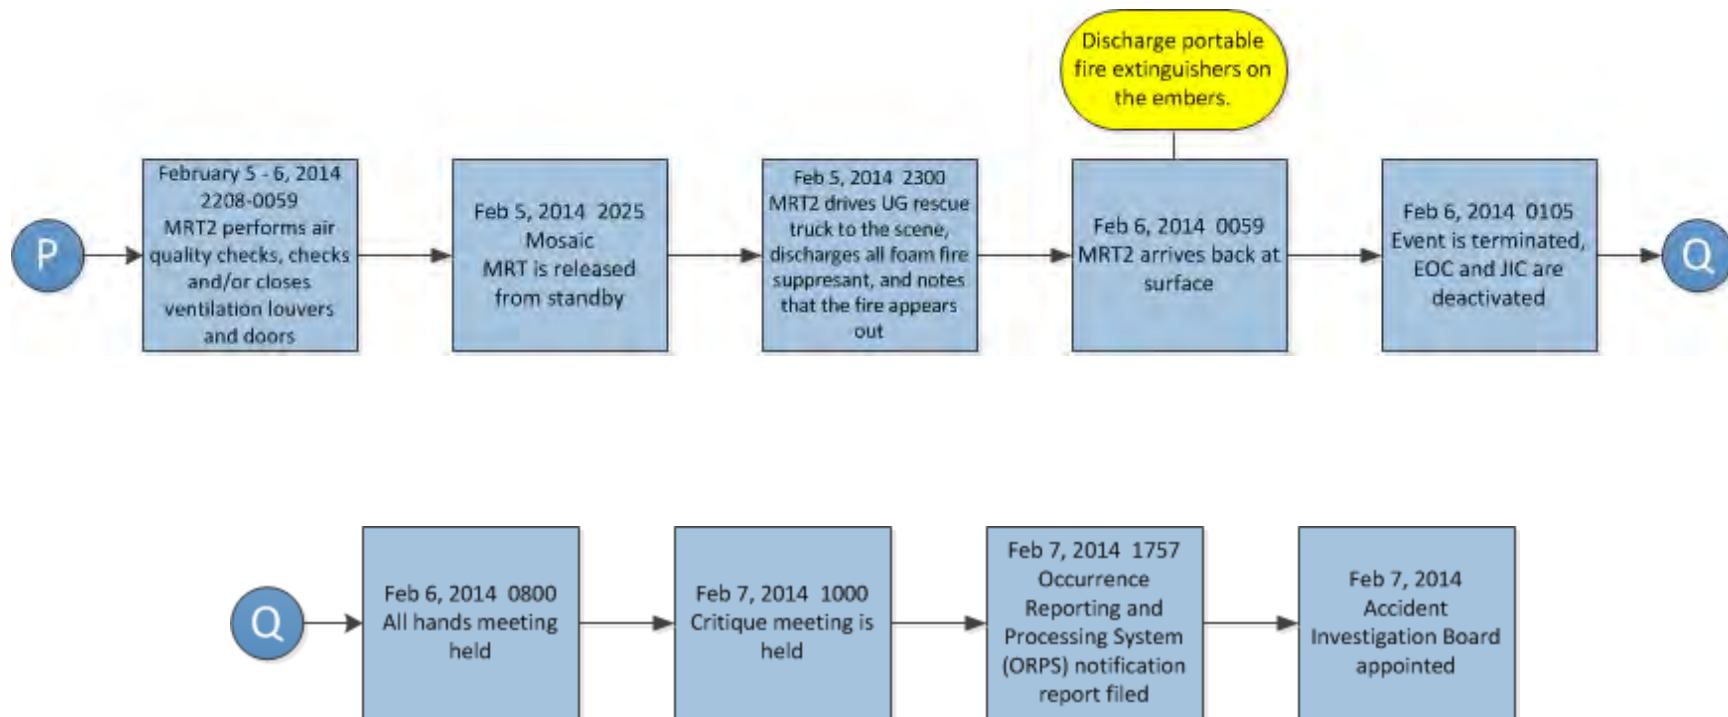 Discharge portable
fire extinguishers on
the embers.
P
February 5 - 6, 2014
2208-0059
MRT2 performs air
quality checks, checks
and/or closes
ventilation louvers
and doors
Feb 5, 2014 2025
Mosaic
MRT is released
from standby
Feb 5, 2014 2300
MRT2 drives UG rescue
truck to the scene,
discharges all foam fire
suppresant, and notes
that the fire appears
out
Feb 6, 2014 0059
MRT2 arrives back at
surface
Feb 6, 2014 0105
Event is terminated,
EOC and JIC are
deactivated
Q
Q
Feb 6, 2014 0800
All hands meeting
held
Feb 7, 2014 1000
Critique meeting is
held
Feb 7, 2014 1757
Occurrence
Reporting and
Processing System
(ORPS) notification
report filed
Feb 7, 2014
Accident
Investigation Board
appointed